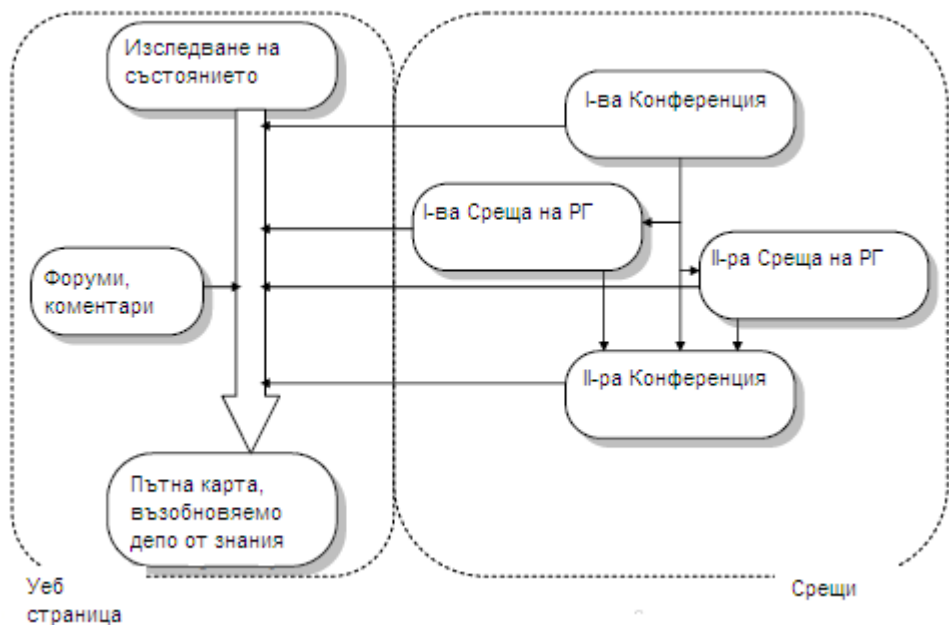 Изследване на
състоянието
I-ва Конференция
I-ва Среща на РГ
II-ра Среща на РГ
Форуми,
коментари
II-ра Конференция
Пътна карта,
възобновяемо
депо от знания
Уеб
страница
Срещи